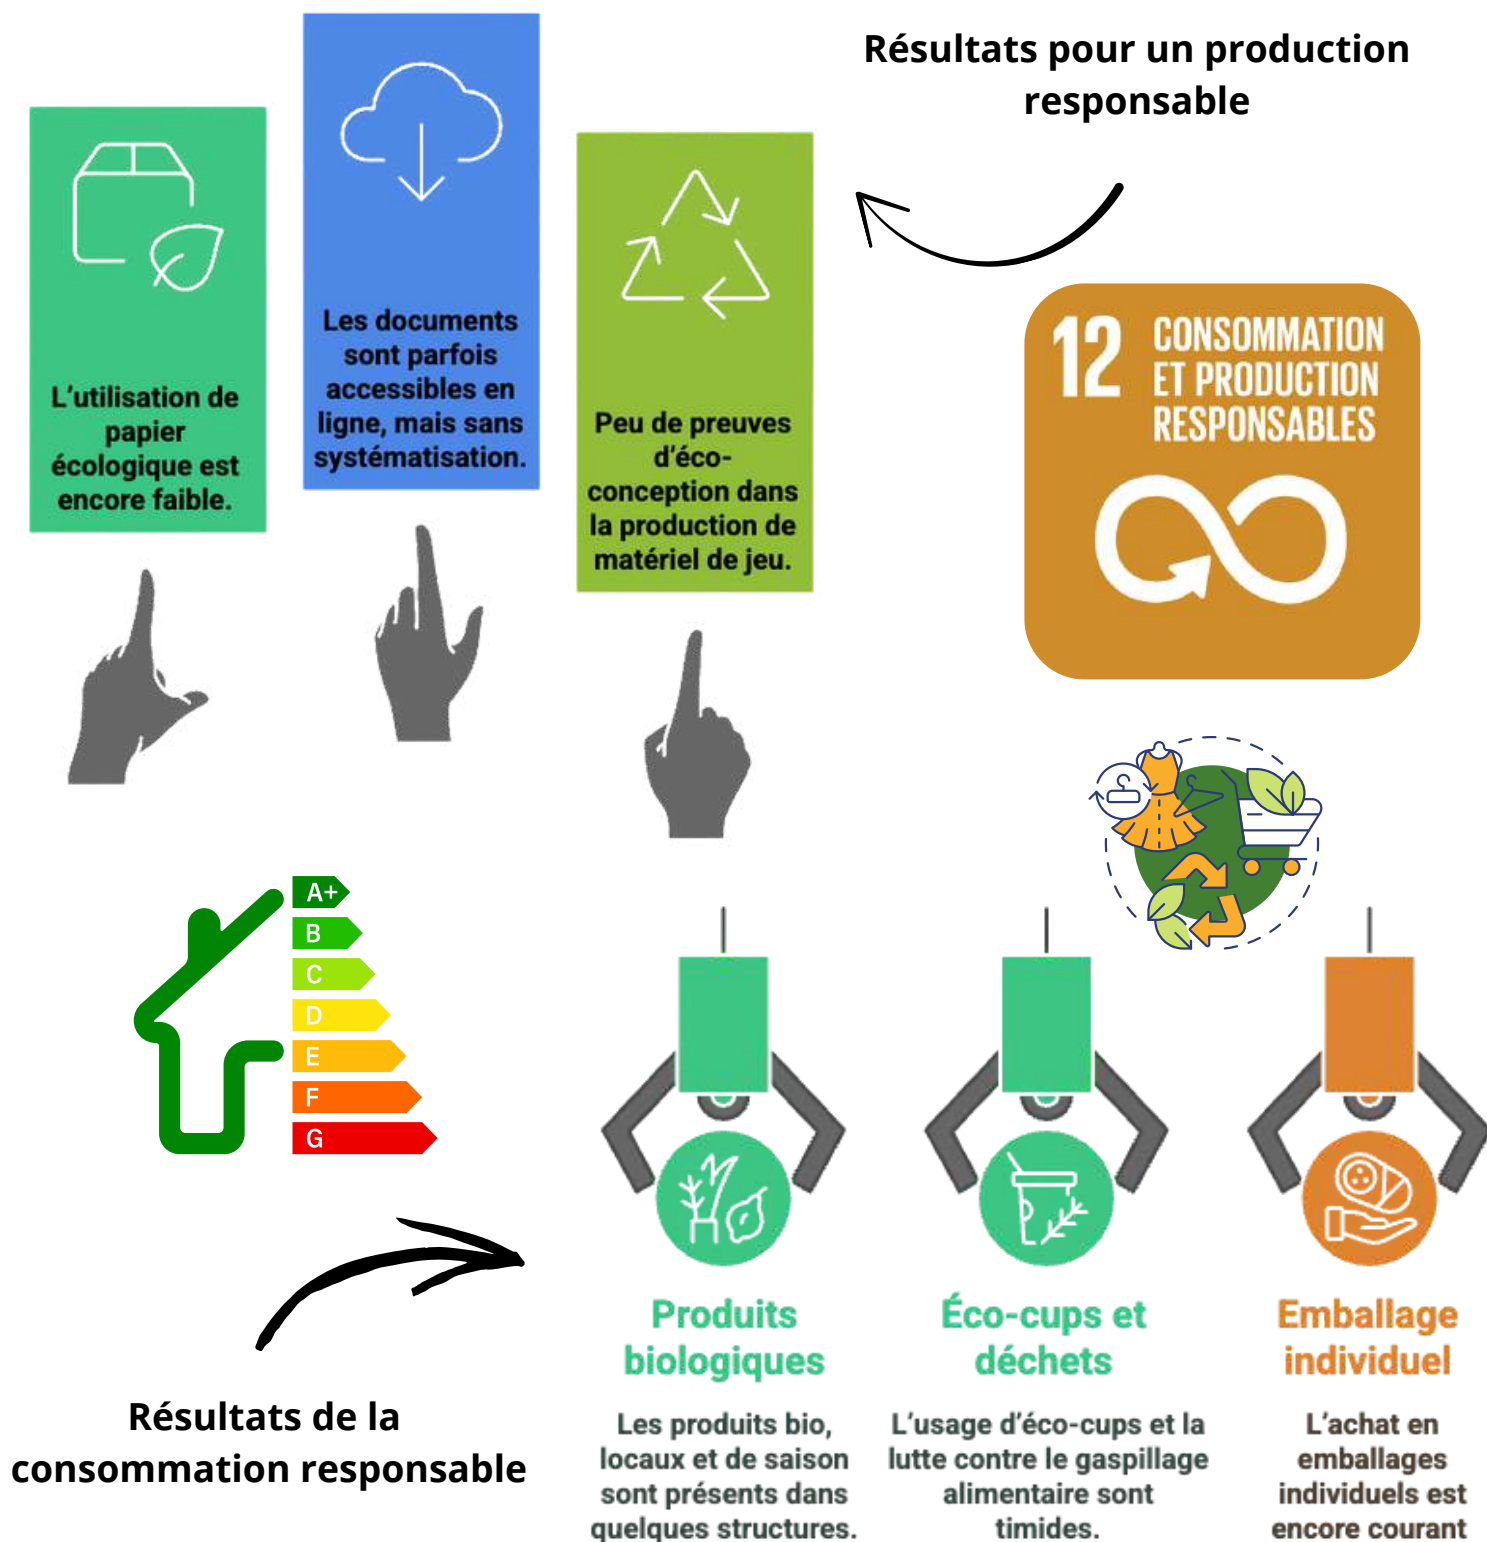 Résultats pour un production
responsable
L'utilisation de
papier
écologique est
encore faible.
Les documents
sont parfois
accessibles en
ligne, mais sans
systématisation.
Peu de preuves
d'éco-
conception dans
la production de
matériel de jeu.
12 CONSOMMATION
ET PRODUCTION
RESPONSABLES
A+
B
C
D
E
F
G
Résultats de la
consommation responsable
Produits
biologiques
Les produits bio,
locaux et de saison
sont présents dans
quelques structures.
Éco-cups et
déchets
L'usage d'éco-cups et la
lutte contre le gaspillage
alimentaire sont
timides.
Emballage
individuel
L'achat en
emballages
individuels est
encore courant